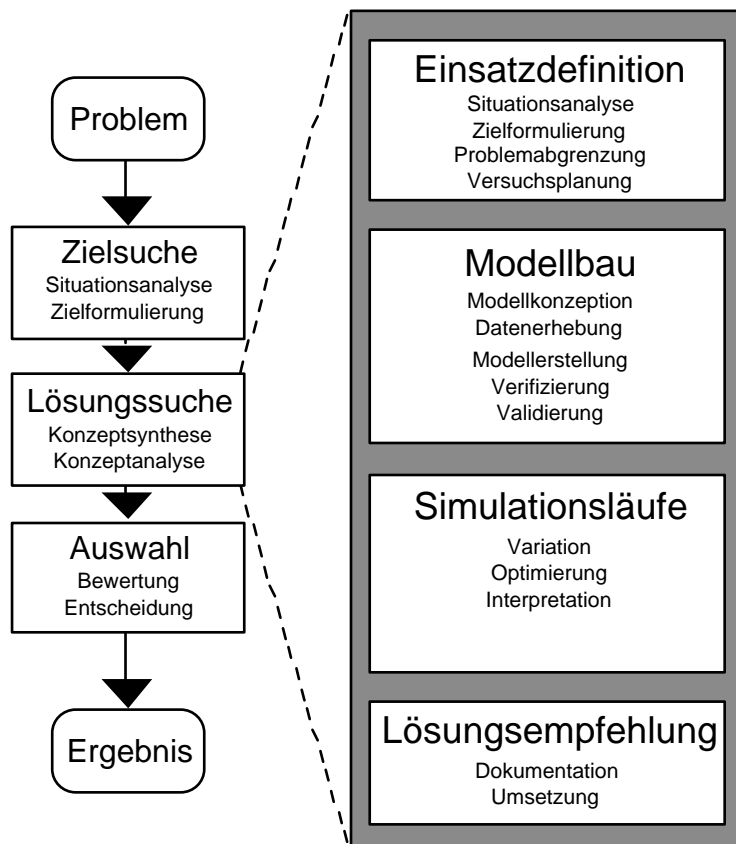 Problem
Zielsuche
Situationsanalyse
Zielformulierung
Lösungssuche
Konzeptsynthese
Konzeptanalyse
Auswahl
Bewertung
Entscheidung
Ergebnis
Einsatzdefinition
Situationsanalyse
Zielformulierung
Problemabgrenzung
Versuchsplanung
Modellbau
Modellkonzeption
Datenerhebung
Modellerstellung
Verifizierung
Validierung
Simulationsläufe
Variation
Optimierung
Interpretation
Lösungsempfehlung
Dokumentation
Umsetzung